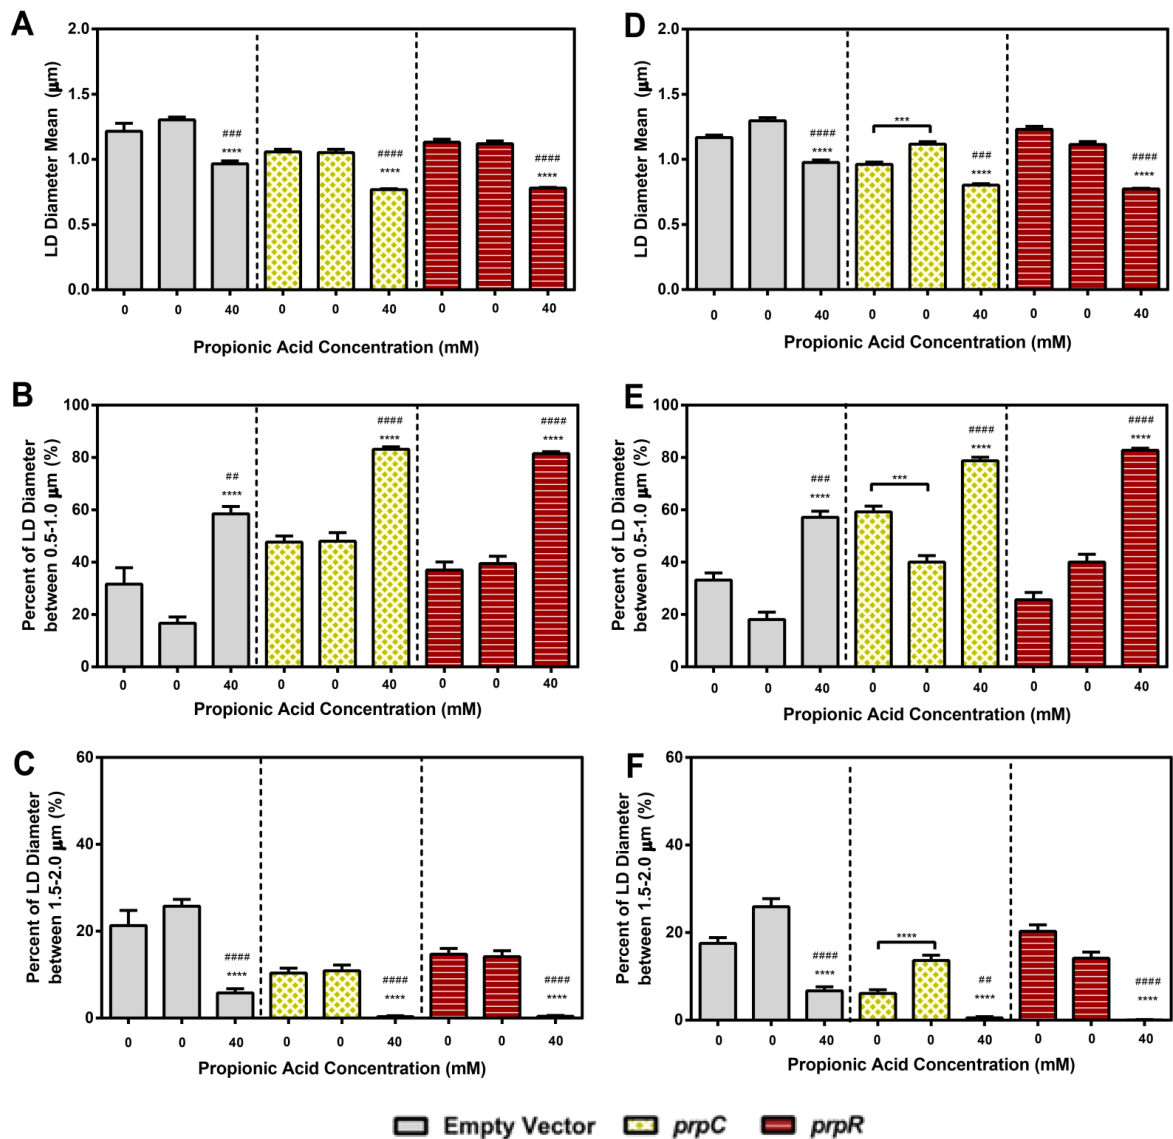 A
LD Diameter Mean (μm)
2.0
1.5
1.0
0.5
0.0
###
****
####
****
####
****
0 0 40 0 0 40 0 0 40
Propionic Acid Concentration (mM)
D
LD Diameter Mean (μm)
2.0
1.5
1.0
0.5
0.0
####
****
***
###
****
####
****
0 0 40 0 0 40 0 0 40
Propionic Acid Concentration (mM)
B
Percent of LD Diameter
between 0.5-1.0 μm (%)
100
80
60
40
20
0
##
****
####
****
####
****
0 0 40 0 0 40 0 0 40
Propionic Acid Concentration (mM)
E
Percent of LD Diameter
between 0.5-1.0 μm (%)
100
80
60
40
20
0
###
****
***
####
****
####
****
0 0 40 0 0 40 0 0 40
Propionic Acid Concentration (mM)
C
Percent of LD Diameter
between 1.5-2.0 μm (%)
60
40
20
0
####
****
####
****
####
****
0 0 40 0 0 40 0 0 40
Propionic Acid Concentration (mM)
F
Percent of LD Diameter
between 1.5-2.0 μm (%)
60
40
20
0
####
****
****
##
****
####
****
0 0 40 0 0 40 0 0 40
Propionic Acid Concentration (mM)
Empty Vector prpC prpR